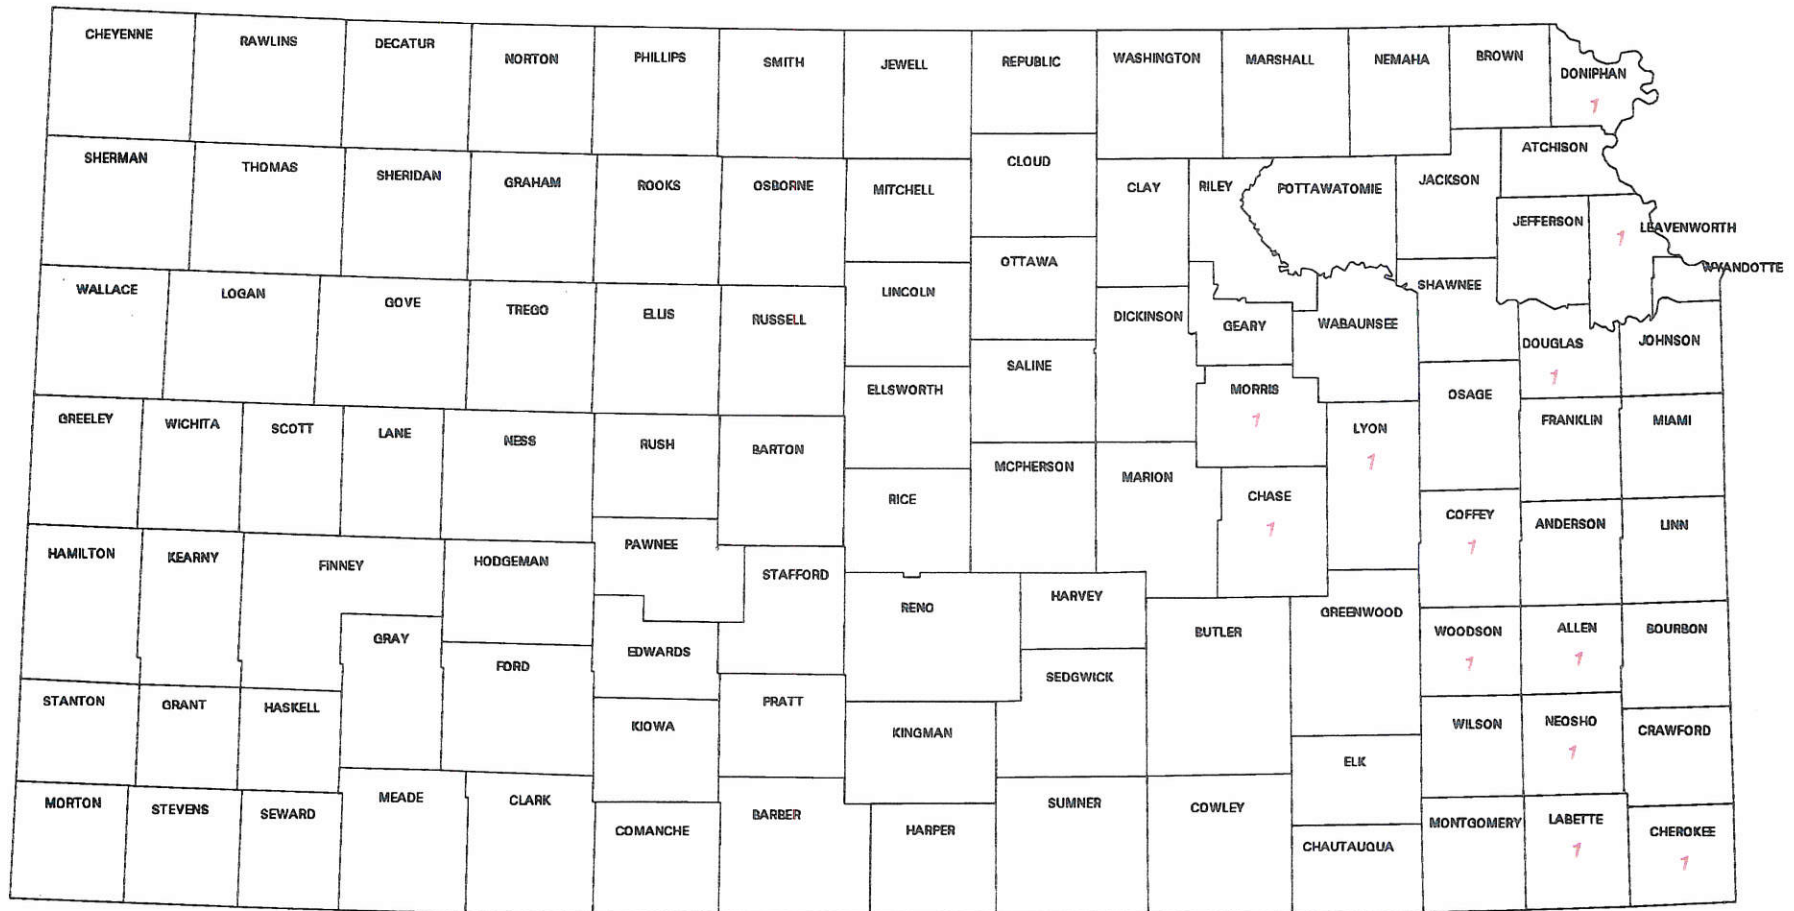 CHEYENNE
RAWLINS
DECATUR
NORTON
PHILLIPS
SMITH
JEWELL
REPUBLIC
WASHINGTON
MARSHALL
NEMAHA
BROWN
DONIPHAN
1
SHERMAN
THOMAS
SHERIDAN
GRAHAM
ROOKS
OSBORNE
MITCHELL
CLOUD
CLAY
RILEY
POTTAWATOMIE
JACKSON
ATCHISON
JEFFERSON
1
LEAVENWORTH
WYANDOTTE
WALLACE
LOGAN
GOVE
TREGO
ELLIS
RUSSELL
LINCOLN
OTTAWA
DICKINSON
GEARY
WABAUNSEE
SHAWNEE
DOUGLAS
1
JOHNSON
ELLSWORTH
SALINE
MORRIS
1
OSAGE
GREELEY
WICHITA
SCOTT
LANE
NESS
RUSH
BARTON
RICE
MCPHERSON
MARION
CHASE
1
LYON
1
FRANKLIN
MIAMI
COFFEY
1
ANDERSON
LINN
HAMILTON
KEARNY
FINNEY
HODGEMAN
PAWNEE
STAFFORD
RENO
HARVEY
BUTLER
GREENWOOD
WOODSON
1
ALLEN
1
BOURBON
GRAY
FORD
EDWARDS
SEDGWICK
STANTON
GRANT
HASKELL
KIOWA
PRATT
KINGMAN
ELK
WILSON
NEOSHO
1
CRAWFORD
MORTON
STEVENS
SEWARD
MEADE
CLARK
COMANCHE
BARBER
HARPER
SUMNER
COWLEY
CHAUTAUQUA
MONTGOMERY
LABETTE
1
CHEROKEE
1